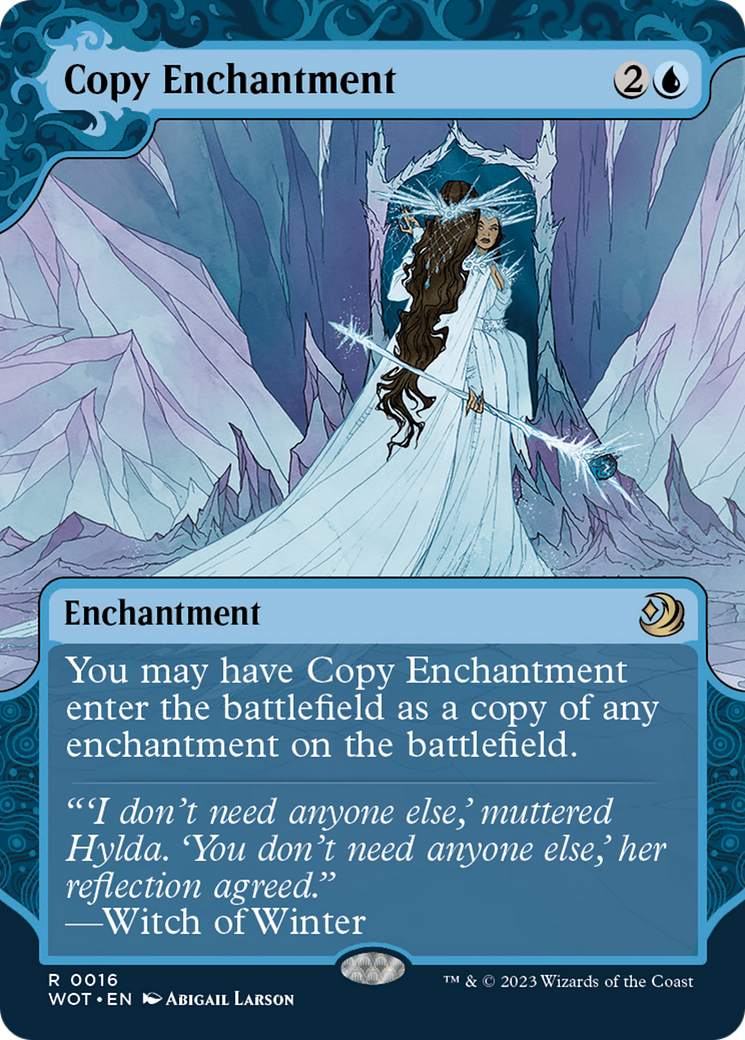 Copy Enchantment 2
Enchantment
You may have Copy Enchantment
enter the battlefield as a copy of any
enchantment on the battlefield.
“‘I don’t need anyone else,’ muttered
Hylda. ‘You don’t need anyone else,’ her
reflection agreed.”
—Witch of Winter
R 0016
WOT • EN Abigail Larson
™ & © 2023 Wizards of the Coast